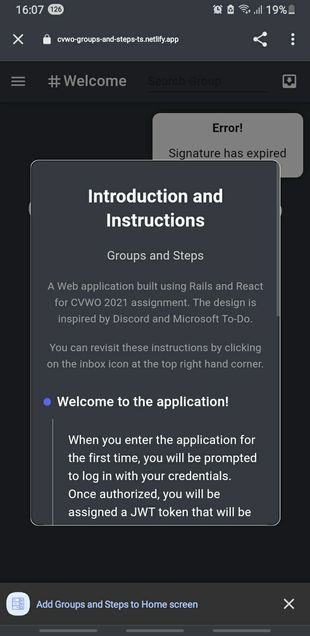 16:07 126 19%
cvwo-groups-and-steps-ts.netlify.app
# Welcome Search Group
Error!
Signature has expired
Introduction and
Instructions
Groups and Steps
A Web application built using Rails and React
for CVWO 2021 assignment. The design is
inspired by Discord and Microsoft To-Do.
You can revisit these instructions by clicking
on the inbox icon at the top right hand corner.
Welcome to the application!
When you enter the application for
the first time, you will be prompted
to log in with your credentials.
Once authorized, you will be
assigned a JWT token that will be
Add Groups and Steps to Home screen